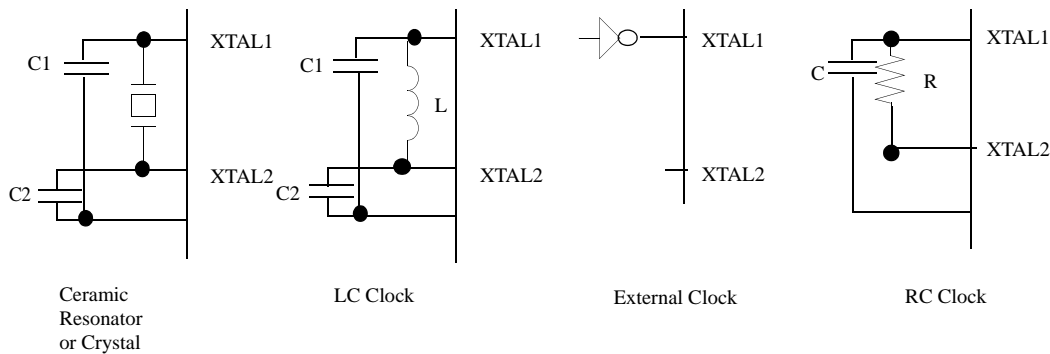 XTAL1
C1
XTAL2
C2
Ceramic
Resonator
or Crystal
XTAL1
C1
L
XTAL2
C2
LC Clock
XTAL1
XTAL2
External Clock
XTAL1
C
R
XTAL2
RC Clock